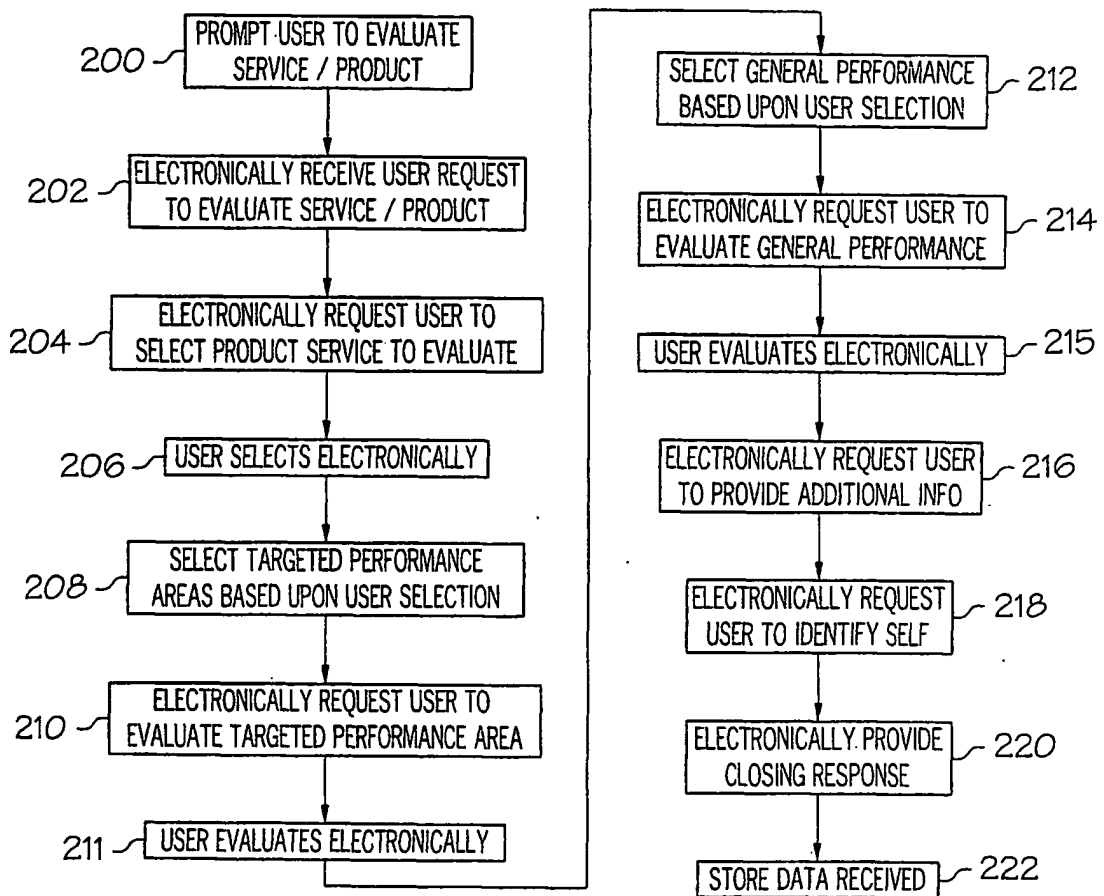 200
PROMPT USER TO EVALUATE
SERVICE / PRODUCT
202
ELECTRONICALLY RECEIVE USER REQUEST
TO EVALUATE SERVICE / PRODUCT
204
ELECTRONICALLY REQUEST USER TO
SELECT PRODUCT SERVICE TO EVALUATE
206
USER SELECTS ELECTRONICALLY
208
SELECT TARGETED PERFORMANCE
AREAS BASED UPON USER SELECTION
210
ELECTRONICALLY REQUEST USER TO
EVALUATE TARGETED PERFORMANCE AREA
211
USER EVALUATES ELECTRONICALLY
SELECT GENERAL PERFORMANCE
BASED UPON USER SELECTION
212
ELECTRONICALLY REQUEST USER TO
EVALUATE GENERAL PERFORMANCE
214
USER EVALUATES ELECTRONICALLY
215
ELECTRONICALLY REQUEST USER
TO PROVIDE ADDITIONAL INFO
216
ELECTRONICALLY REQUEST
USER TO IDENTIFY SELF
218
ELECTRONICALLY PROVIDE
CLOSING RESPONSE
220
STORE DATA RECEIVED
222